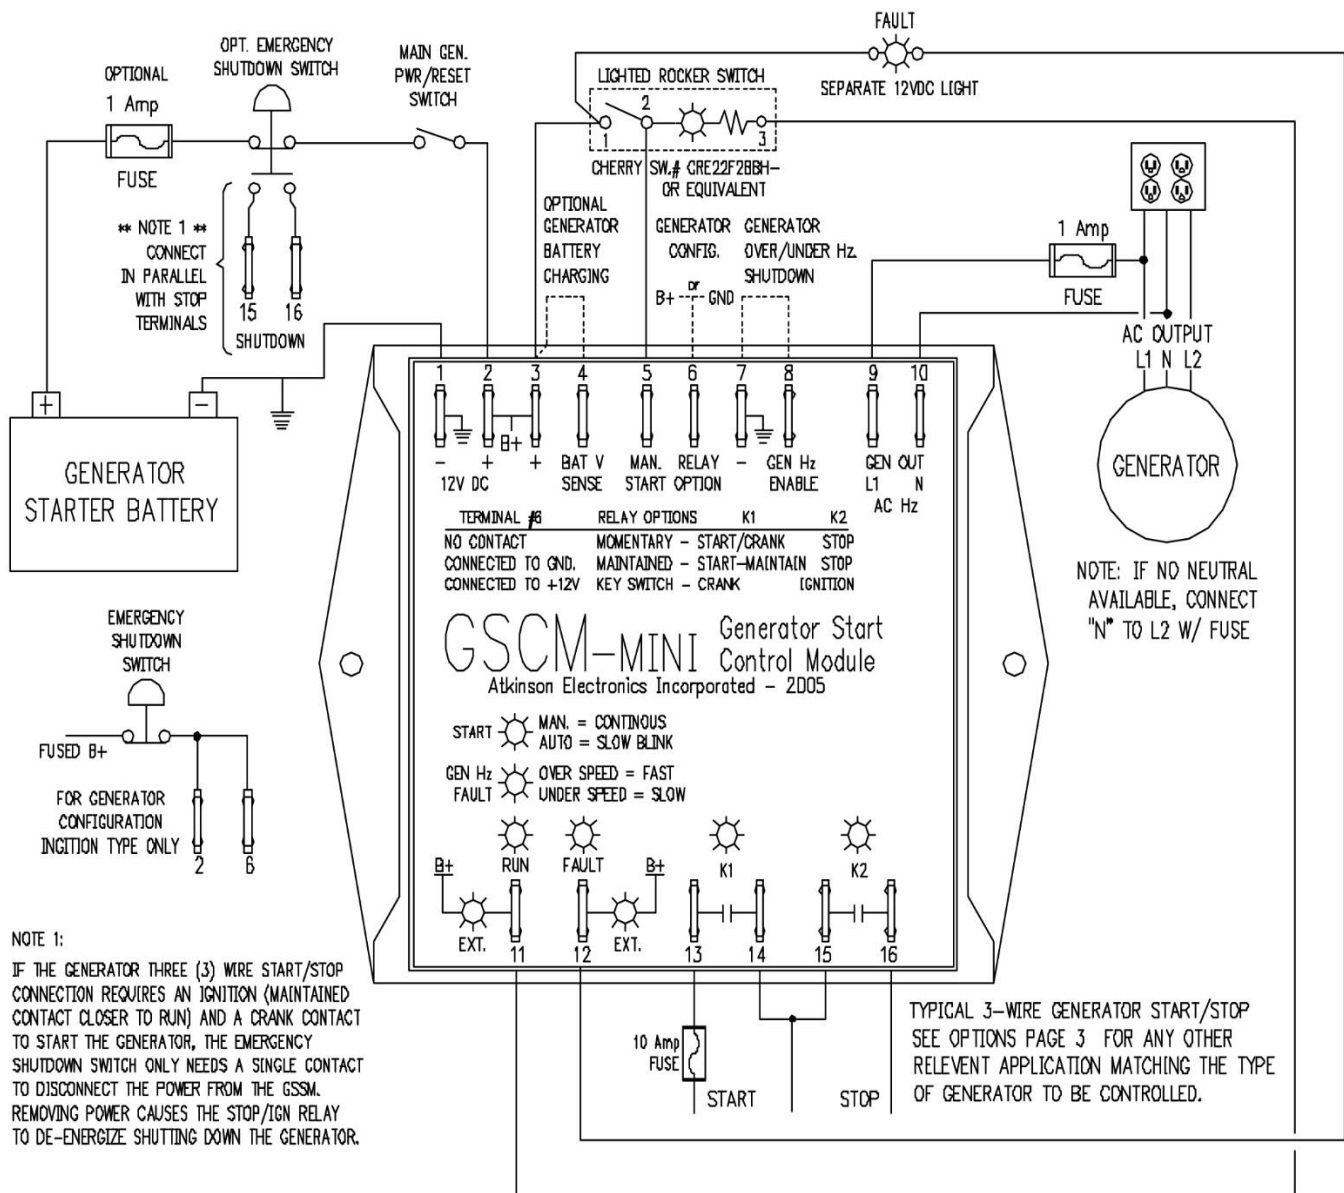 FAULT
SEPARATE 12VDC LIGHT
OPT. EMERGENCY
SHUTDOWN SWITCH
MAIN GEN.
PWR/RESET
SWITCH
OPTIONAL
1 Amp
FUSE
LIGHTED ROCKER SWITCH
1
2
3
CHERRY SW.# GRE22F2BBH-
OR EQUIVALENT
** NOTE 1 **
CONNECT
IN PARALLEL
WITH STOP
TERMINALS
15 16
SHUTDOWN
OPTIONAL
GENERATOR
BATTERY
CHARGING
GENERATOR
CONFIG.
B+ or GND
GENERATOR
OVER/UNDER Hz.
SHUTDOWN
1 Amp
FUSE
AC OUTPUT
L1 N L2
GENERATOR
NOTE: IF NO NEUTRAL
AVAILABLE, CONNECT
"N" TO L2 W/ FUSE
+ -
GENERATOR
STARTER BATTERY
1 2 3 4 5 6 7 8 9 10
B+
- + + BAT V MAN. RELAY - GEN Hz GEN OUT
12V DC SENSE START OPTION ENABLE L1 N
AC Hz
TERMINAL #6 RELAY OPTIONS K1 K2
NO CONTACT MOMENTARY - START/CRANK STOP
CONNECTED TO GND. MAINTAINED - START-MAINTAIN STOP
CONNECTED TO +12V KEY SWITCH - CRANK IGNITION
GSCM-MINI
Generator Start
Control Module
Atkinson Electronics Incorporated - 2005
START
MAN. = CONTINOUS
AUTO = SLOW BLINK
GEN Hz
FAULT
OVER SPEED = FAST
UNDER SPEED = SLOW
B+ RUN FAULT B+ K1 K2
EXT. EXT.
11 12 13 14 15 16
EMERGENCY
SHUTDOWN
SWITCH
FUSED B+
FOR GENERATOR
CONFIGURATION
INGITION TYPE ONLY
2 6
NOTE 1:
IF THE GENERATOR THREE (3) WIRE START/STOP
CONNECTION REQUIRES AN IGNITION (MAINTAINED
CONTACT CLOSER TO RUN) AND A CRANK CONTACT
TO START THE GENERATOR, THE EMERGENCY
SHUTDOWN SWITCH ONLY NEEDS A SINGLE CONTACT
TO DISCONNECT THE POWER FROM THE GSSM.
REMOVING POWER CAUSES THE STOP/IGN RELAY
TO DE-ENERGIZE SHUTTING DOWN THE GENERATOR.
10 Amp
FUSE
START STOP
TYPICAL 3-WIRE GENERATOR START/STOP
SEE OPTIONS PAGE 3 FOR ANY OTHER
RELEVENT APPLICATION MATCHING THE TYPE
OF GENERATOR TO BE CONTROLLED.